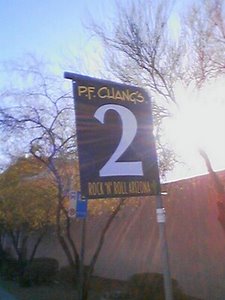 P.F. CHANG'S
2
ROCK 'N' ROLL ARIZONA